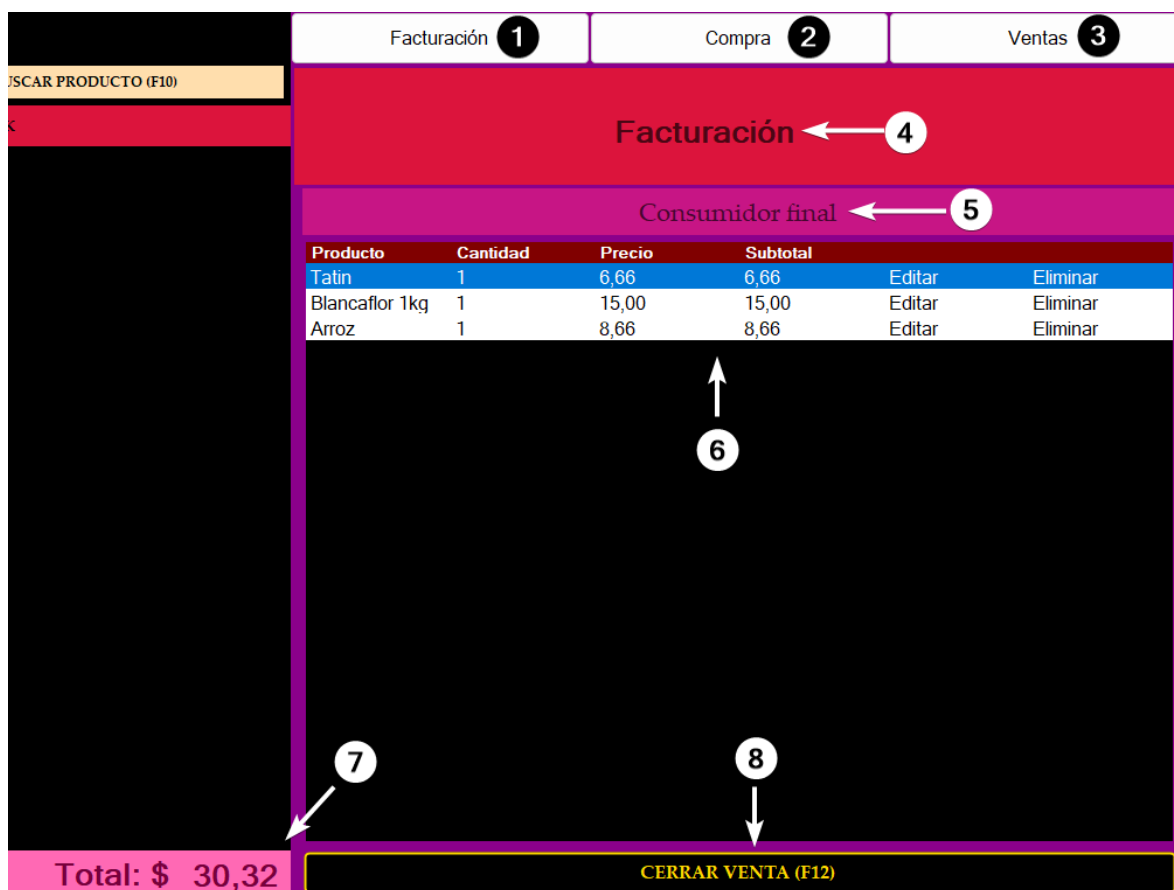 Facturación 1 Compra 2 Ventas 3
USCAR PRODUCTO (F10)
Facturación 4
Consumidor final 5
Producto Cantidad Precio Subtotal
Tatin 1 6,66 6,66 Editar Eliminar
Blancaflor 1kg 1 15,00 15,00 Editar Eliminar
Arroz 1 8,66 8,66 Editar Eliminar
6
7
8
Total: $ 30,32
CERRAR VENTA (F12)